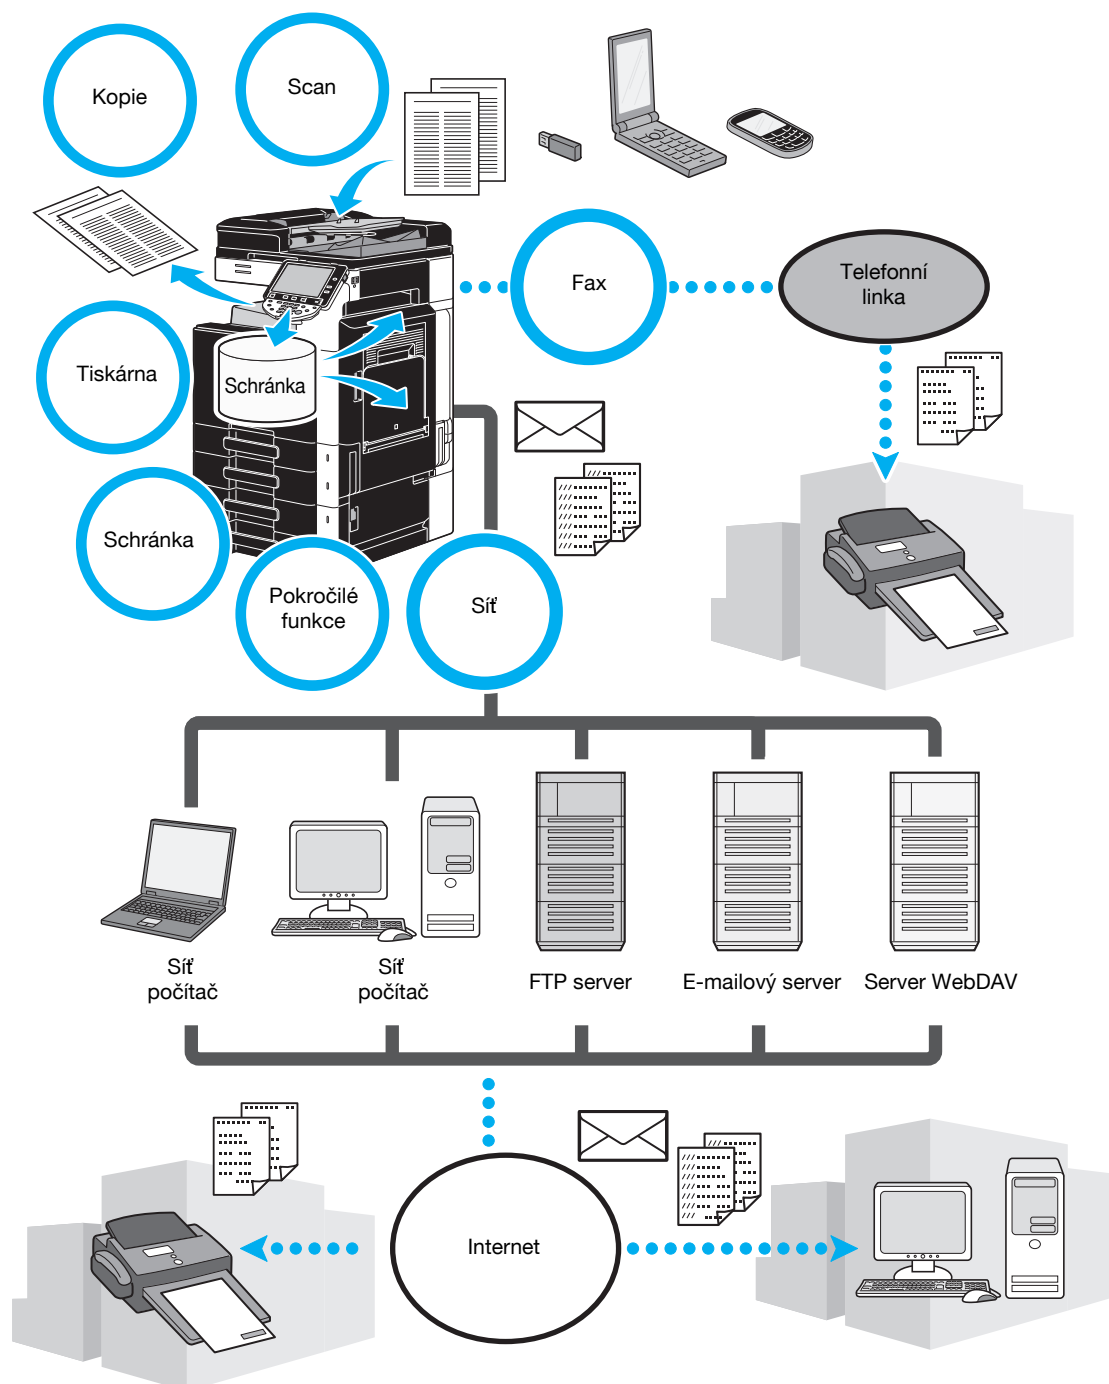 Kopie
Scan
Fax
Telefonní
linka
Tiskárna
Schránka
Schránka
Pokročilé
funkce
Síť
Síť
počítač
Síť
počítač
FTP server
E-mailový server
Server WebDAV
Internet